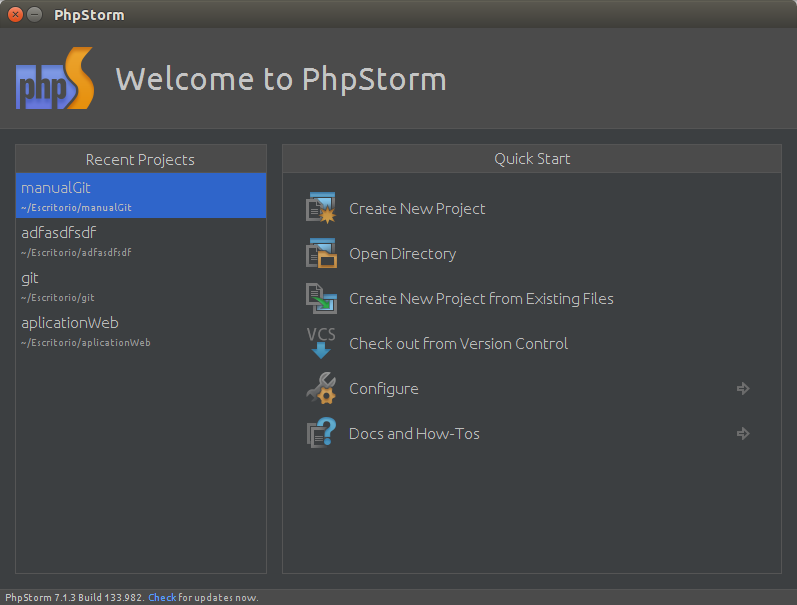 PhpStorm
php
Welcome to PhpStorm
Recent Projects
manualGit
~/Escritorio/manualGit
adfasdfsdf
~/Escritorio/adfasdfsdf
git
~/Escritorio/git
aplicationWeb
~/Escritorio/aplicationWeb
Quick Start
Create New Project
Open Directory
Create New Project from Existing Files
VCS
Check out from Version Control
Configure
Docs and How-Tos
PhpStorm 7.1.3 Build 133.982. Check for updates now.